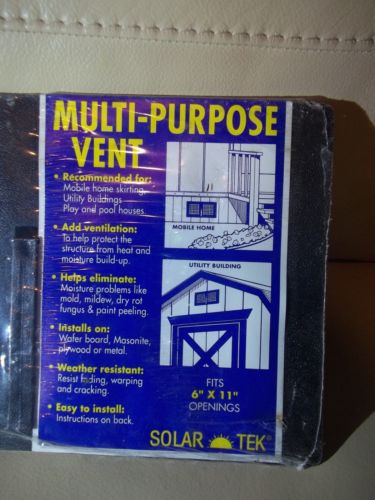 MULTI-PURPOSE
VENT
• Recommended for:
Mobile home skirting,
Utility Buildings
Play and pool houses
• Add ventilation:
To help protect the
structure from heat and
moisture build-up.
• Helps eliminate:
Moisture problems like
mold, mildew, dry rot
fungus & paint peeling.
• Installs on:
Wafer board, Masonite,
plywood or metal.
• Weather resistant:
Resist fading, warping
and cracking.
• Easy to install:
Instructions on back.
MOBILE HOME
UTILITY BUILDING
FITS
6" X 11"
OPENINGS
SOLAR TEK®